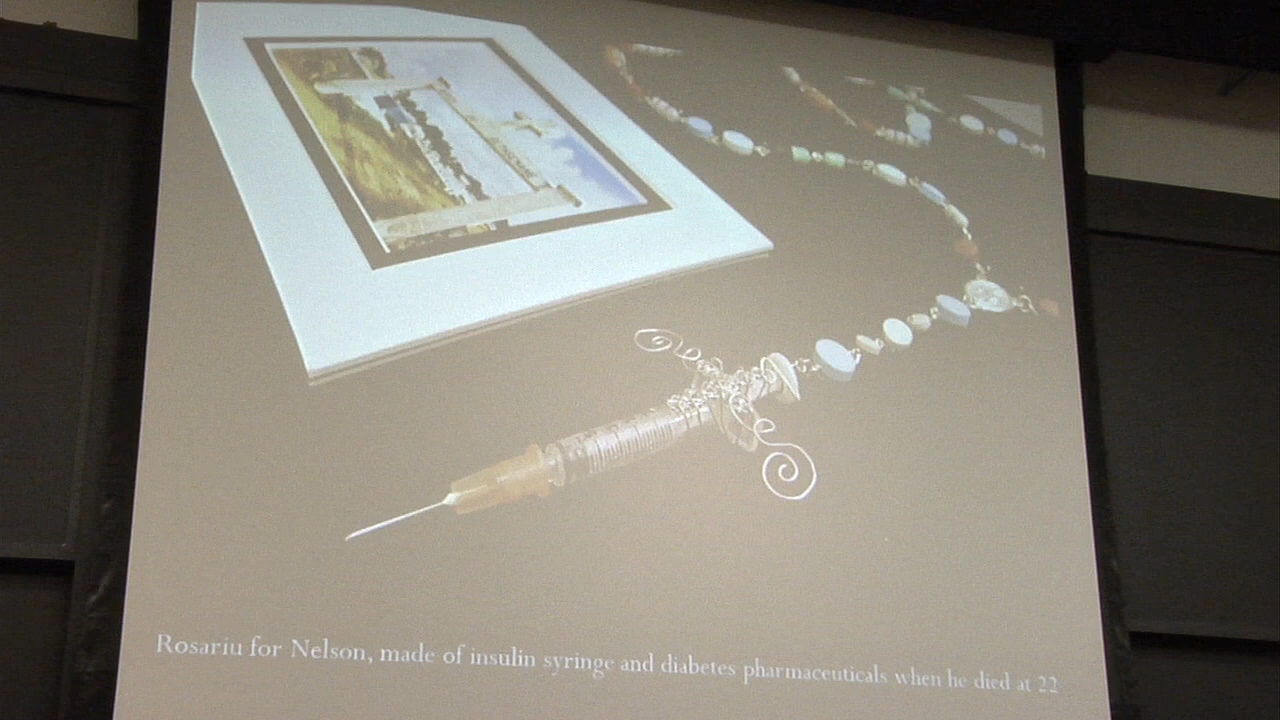 Rosariu for Nelson, made of insulin syringe and diabetes pharmaceuticals when he died at 22